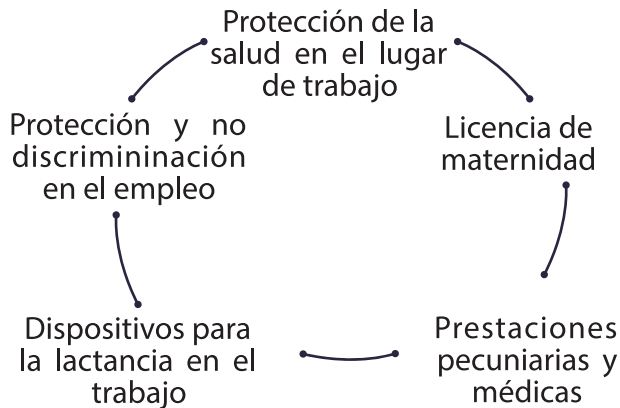 Protección de la
salud en el lugar
de trabajo
Licencia de
maternidad
Prestaciones
pecuniarias y
médicas
Dispositivos para
la lactancia en el
trabajo
Protección y no
discrimininación
en el empleo